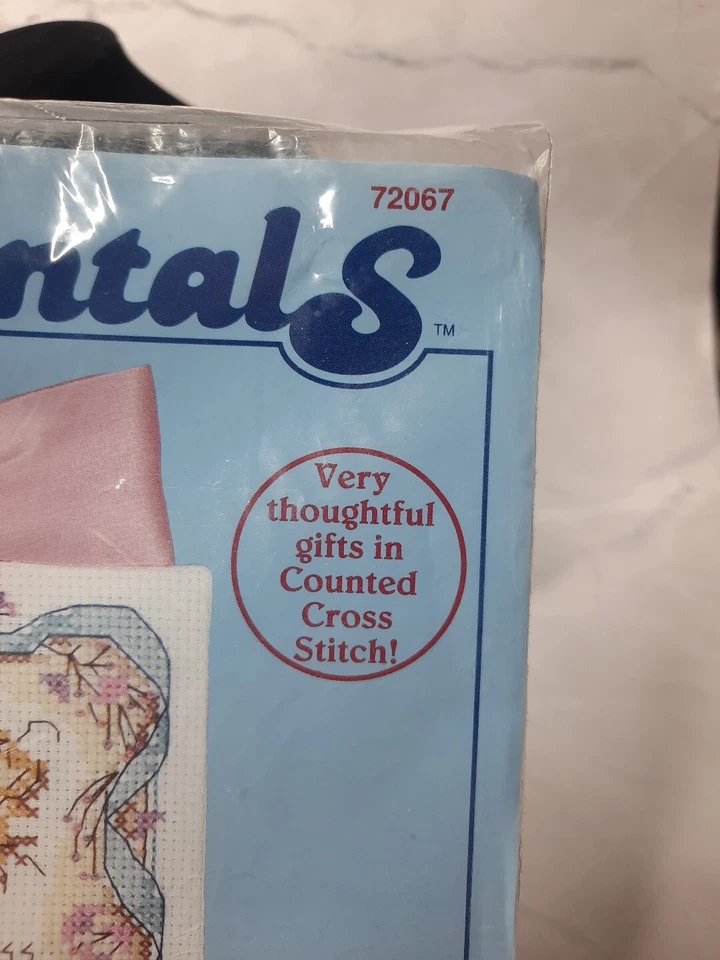 72067
ntalS
TM
Very
thoughtful
gifts in
Counted
Cross
Stitch!